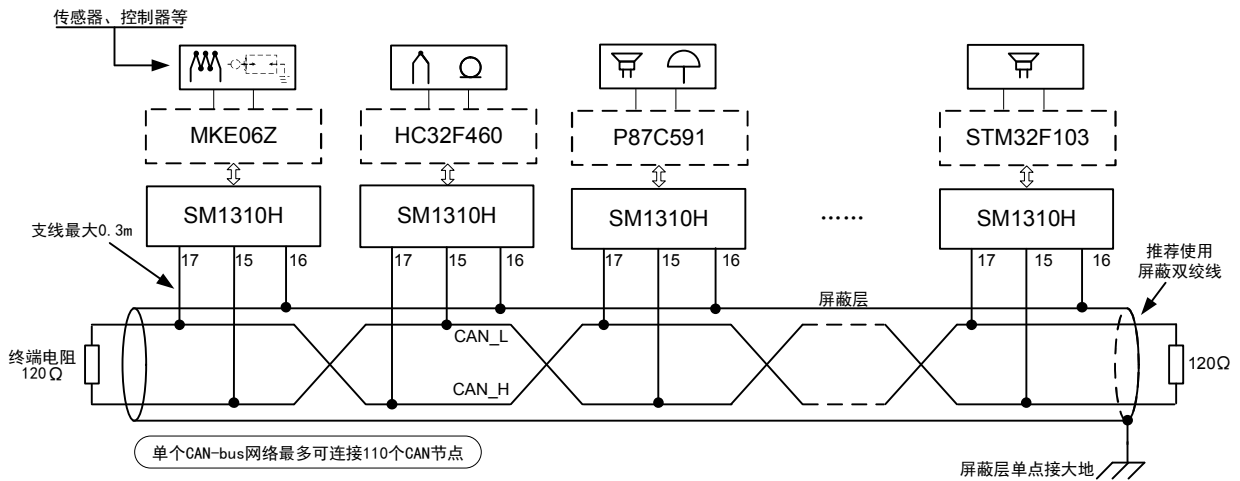 传感器、控制器等
MKE06Z
HC32F460
P87C591
STM32F103
SM1310H
SM1310H
SM1310H
……
SM1310H
支线最大0.3m
17 15 16
17 15 16
17 15 16
17 15 16
推荐使用
屏蔽双绞线
屏蔽层
CAN_L
终端电阻
120Ω
120Ω
CAN_H
单个CAN-bus网络最多可连接110个CAN节点
屏蔽层单点接大地